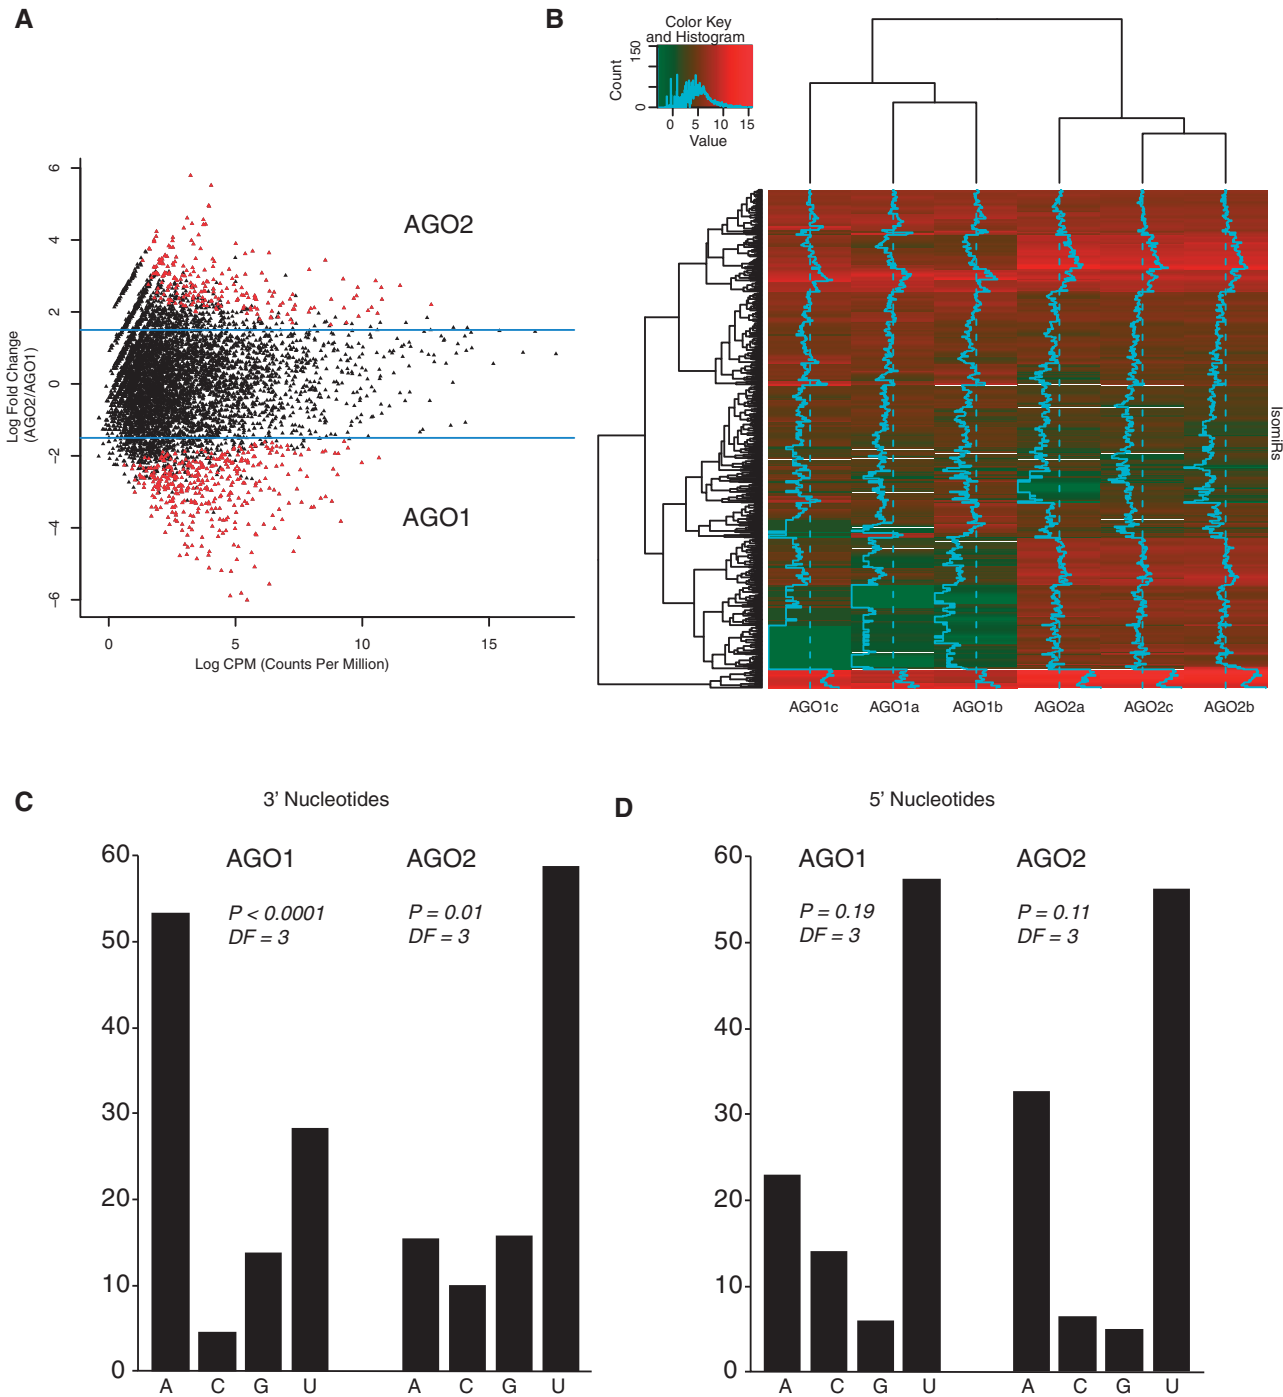 A
6
4
2
0
−2
−4
−6
Log Fold Change
(AGO2/AGO1)
AGO2
AGO1
0
5
10
15
Log CPM (Counts Per Million)
B
Color Key
and Histogram
150
0
Count
0
5
10
15
Value
IsomiRs
AGO1c
AGO1a
AGO1b
AGO2a
AGO2c
AGO2b
C
3’ Nucleotides
60
50
40
30
20
10
0
AGO1
P < 0.0001
DF = 3
AGO2
P = 0.01
DF = 3
A
C
G
U
A
C
G
U
D
5’ Nucleotides
60
50
40
30
20
10
0
AGO1
P = 0.19
DF = 3
AGO2
P = 0.11
DF = 3
A
C
G
U
A
C
G
U